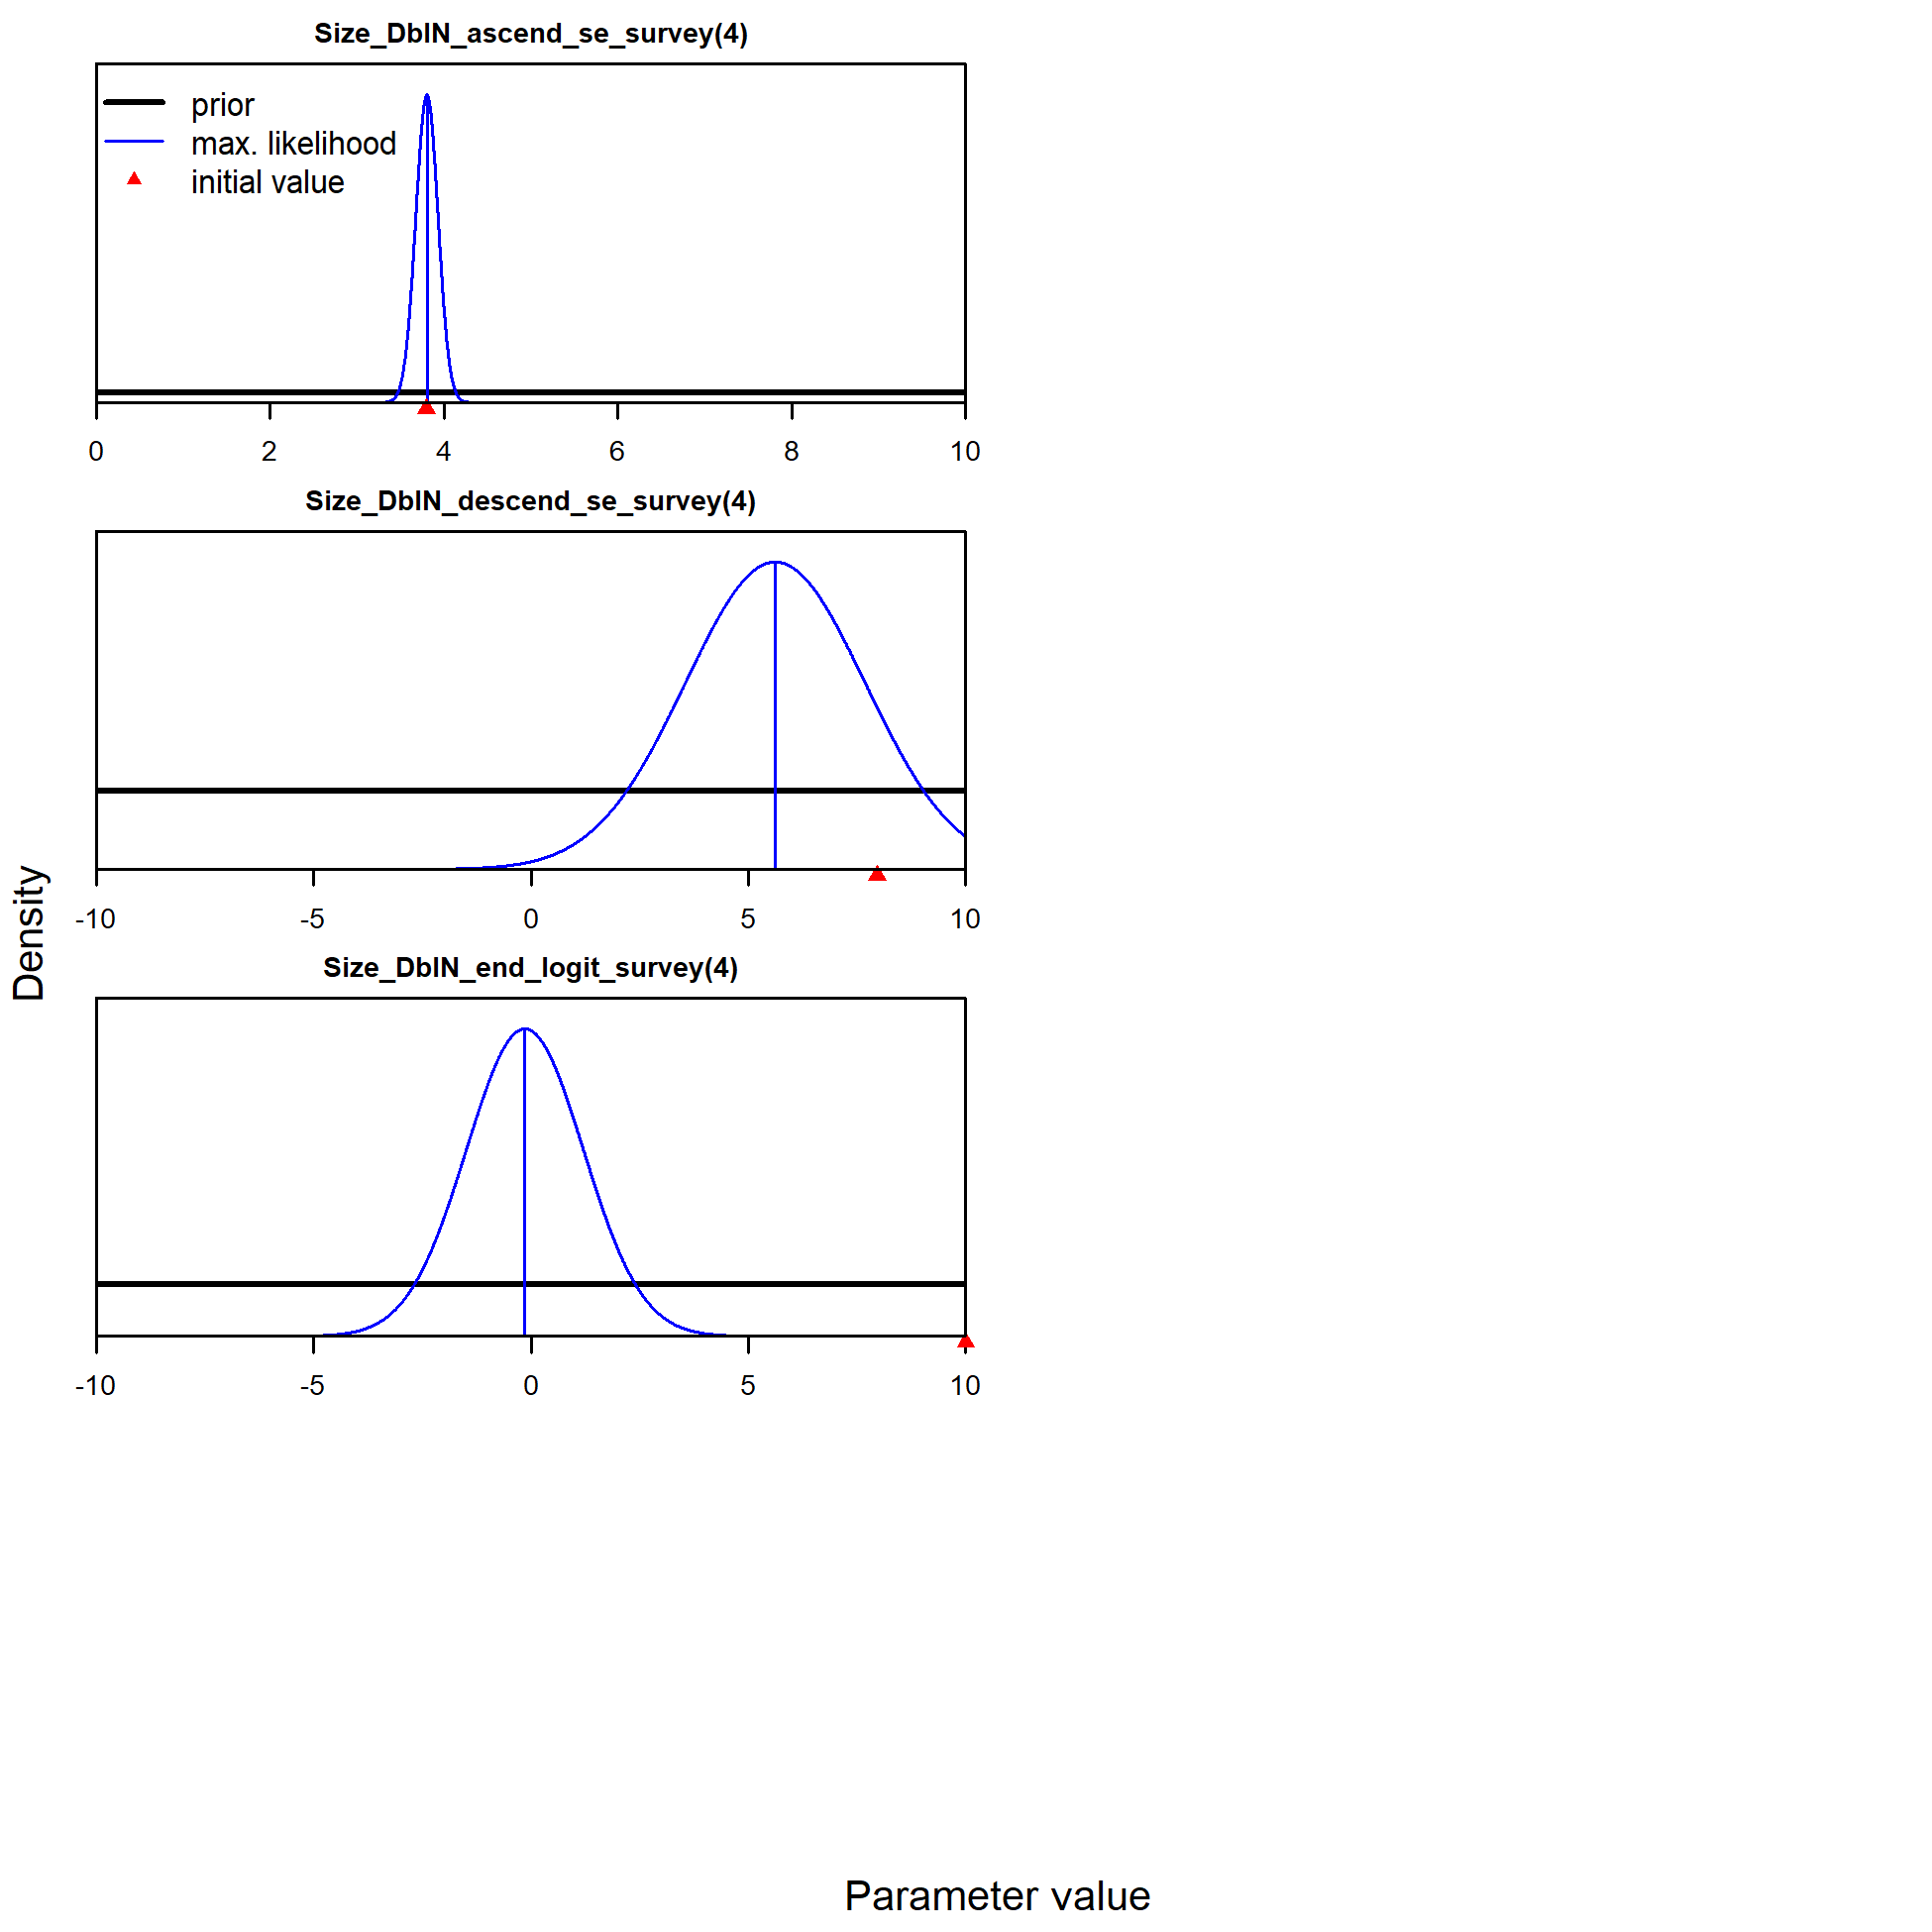 Size_DblN_ascend_se_survey(4)
prior
max. likelihood
initial value
0 2 4 6 8 10
Size_DblN_descend_se_survey(4)
-10 -5 0 5 10
Size_DblN_end_logit_survey(4)
-10 -5 0 5 10
Density
Parameter value